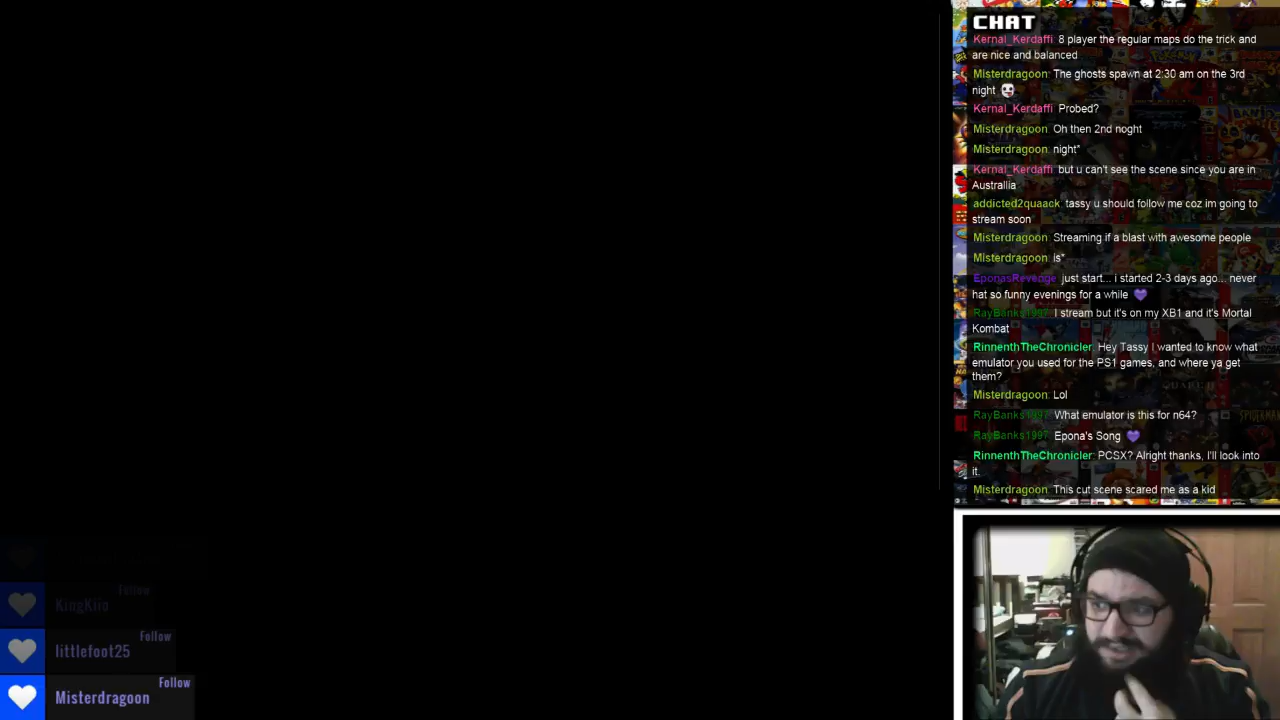 CHAT
Kernal_Kerdaffi 8 player the regular maps do the trick and
are nice and balanced
Misterdragoon: The ghosts spawn at 2:30 am on the 3rd
night
Kernal_Kerdaffi Probed?
Misterdragoon: Oh then 2nd noght
Misterdragoon: night*
Kernal_Kerdaffi but u can't see the scene since you are in
Australlia
addicted2quaack: tassy u should follow me coz im going to
stream soon
Misterdragoon: Streaming if a blast with awesome people
Misterdragoon: is*
EponasRevenge: just start... i started 2-3 days ago... never
hat so funny evenings for a while
RayBanks1997: I stream but it's on my XB1 and it's Mortal
Kombat
RinnenthTheChronicler: Hey Tassy I wanted to know what
emulator you used for the PS1 games, and where ya get
them?
Misterdragoon: Lol
RayBanks1997: What emulator is this for n64?
RayBanks1997: Epona's Song
RinnenthTheChronicler: PCSX? Alright thanks, I'll look into
it.
Misterdragoon: This cut scene scared me as a kid
Follow
KingKiio
Follow
littlefoot25
Follow
Misterdragoon